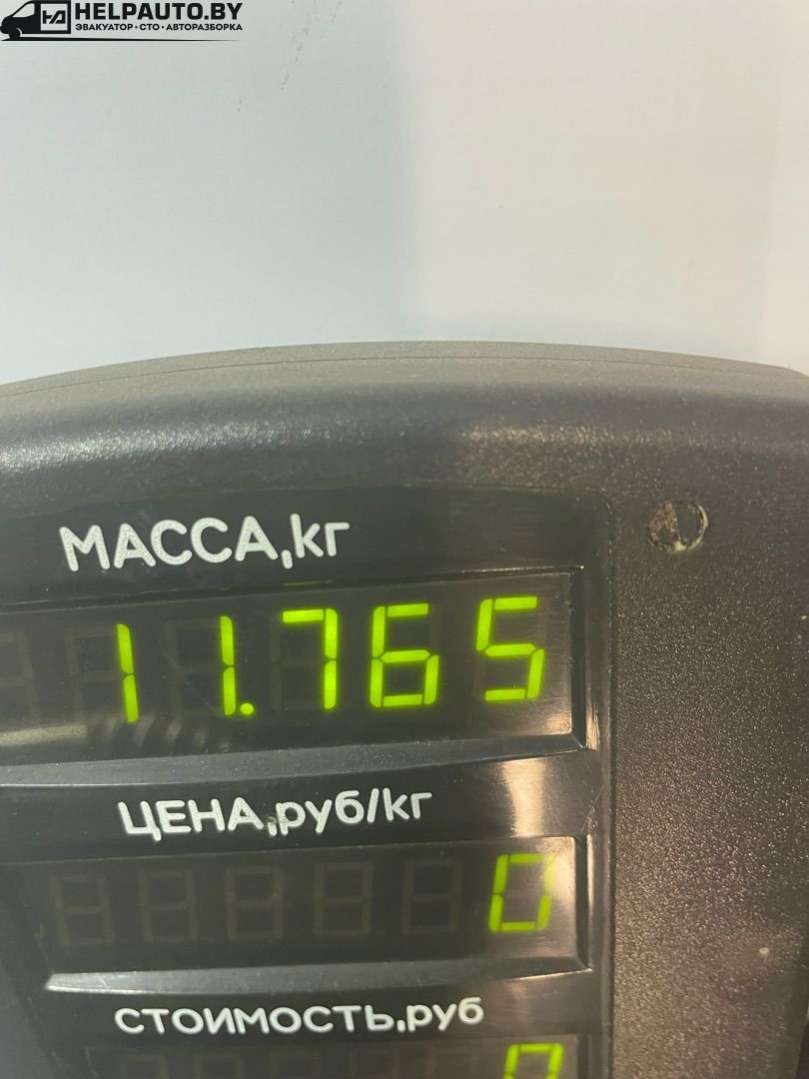 HELPAUTO.BY
ЭВАКУАТОР • СТО • АВТОРАЗБОРКА
МАССА,кг
11.765
ЦЕНА,руб/кг
0
СТОИМОСТЬ,руб
0